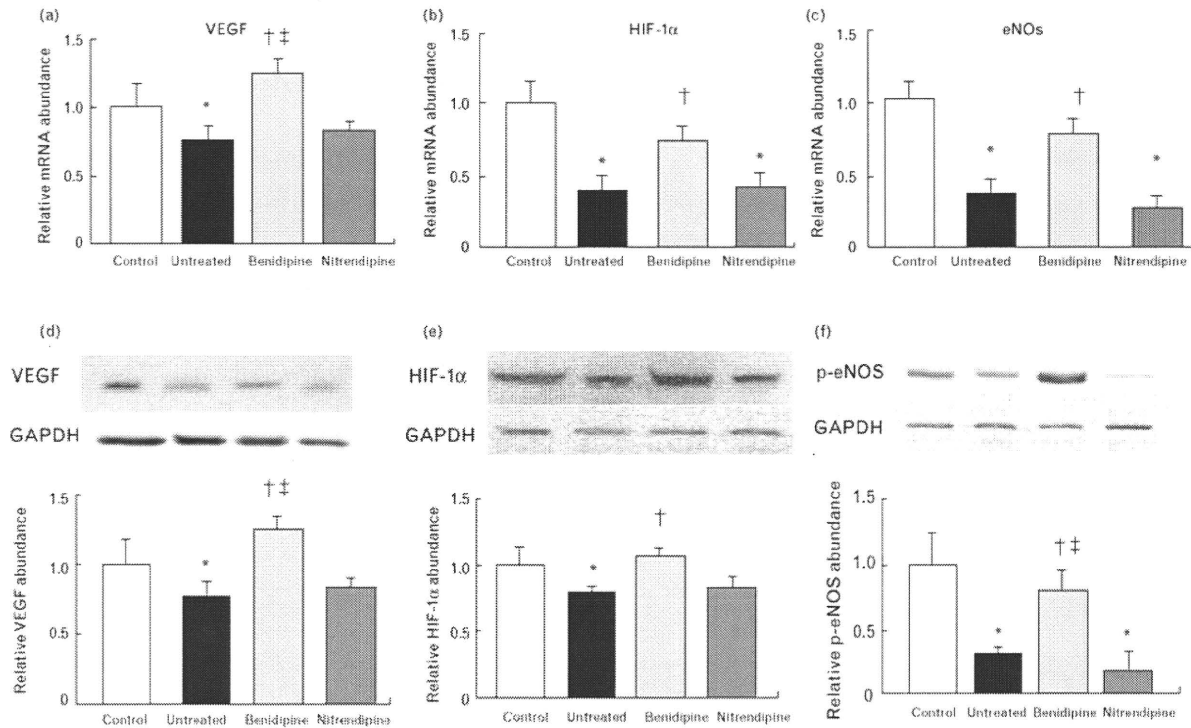 (a)
VEGF
† ‡
*
Relative mRNA abundance
1.5
1.0
0.5
0
Control Untreated Benidipine Nitrendipine
(b)
HIF-1α
†
* *
Relative mRNA abundance
1.5
1.0
0.5
0
Control Untreated Benidipine Nitrendipine
(c)
eNOs
†
* *
Relative mRNA abundance
1.5
1.0
0.5
0
Control Untreated Benidipine Nitrendipine
(d)
VEGF
GAPDH
† ‡
*
Relative VEGF abundance
1.5
1.0
0.5
0
Control Untreated Benidipine Nitrendipine
(e)
HIF-1α
GAPDH
†
*
Relative HIF-1α abundance
1.5
1.0
0.5
0
Control Untreated Benidipine Nitrendipine
(f)
p-eNOS
GAPDH
† ‡
* *
Relative p-eNOS abundance
1.5
1.0
0.5
0
Control Untreated Benidipine Nitrendipine